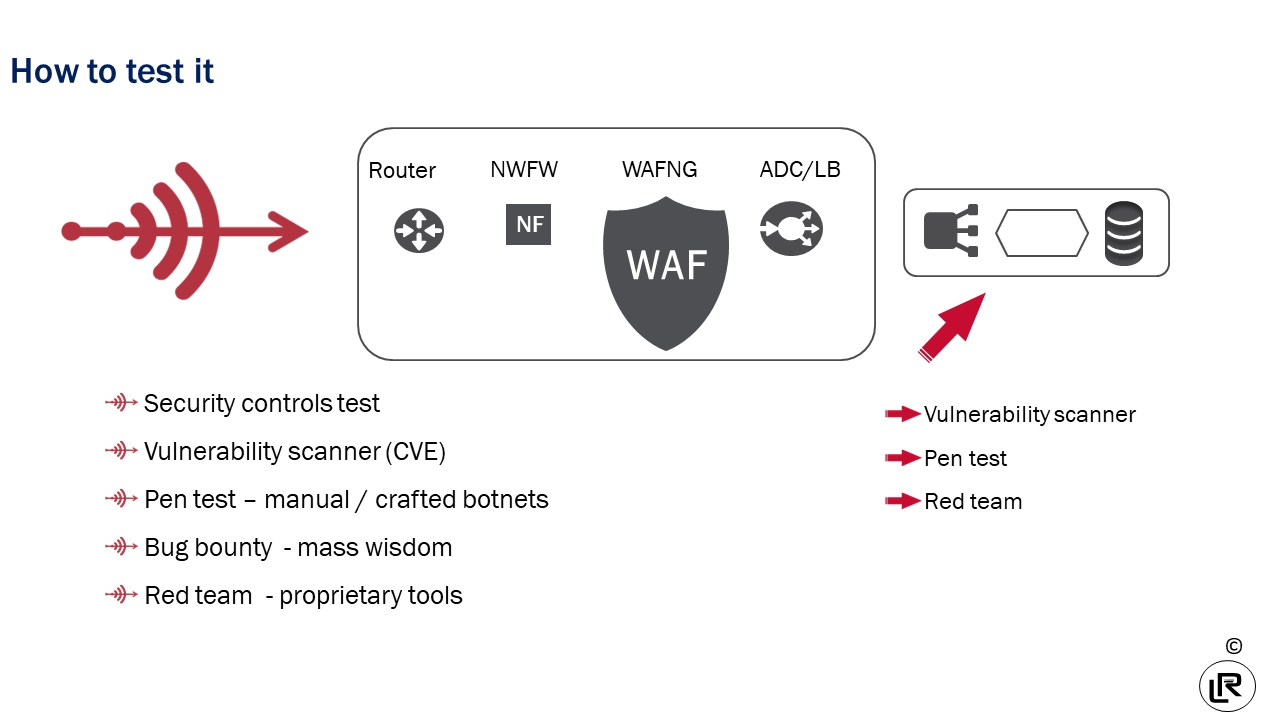 How to test it
Router
NWFW
WAFNG
ADC/LB
NF
WAF
Security controls test
Vulnerability scanner (CVE)
Pen test – manual / crafted botnets
Bug bounty - mass wisdom
Red team - proprietary tools
Vulnerability scanner
Pen test
Red team
©
LR